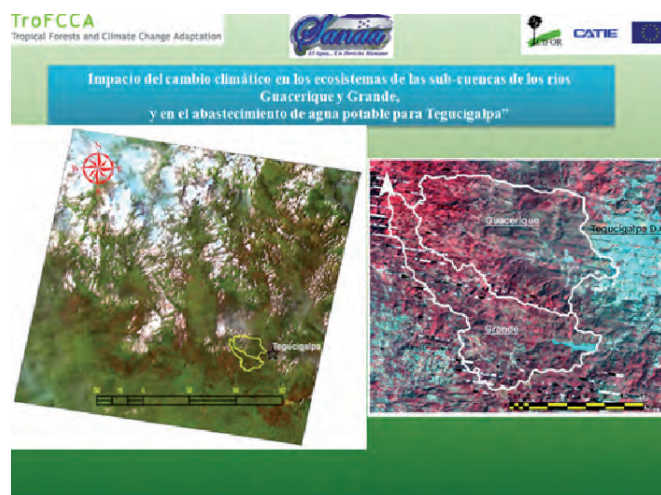 TroFCCA
Tropical Forests and Climate Change Adaptation
Sanaa
El Agua... Un Derecho Humano
CATIE
Impacto del cambio climático en los ecosistemas de las sub-cuencas de los ríos
Guacerique y Grande,
y en el abastecimiento de agua potable para Tegucigalpa”
Tegucigalpa
Guacerique
Tegucigalpa D.
Grande